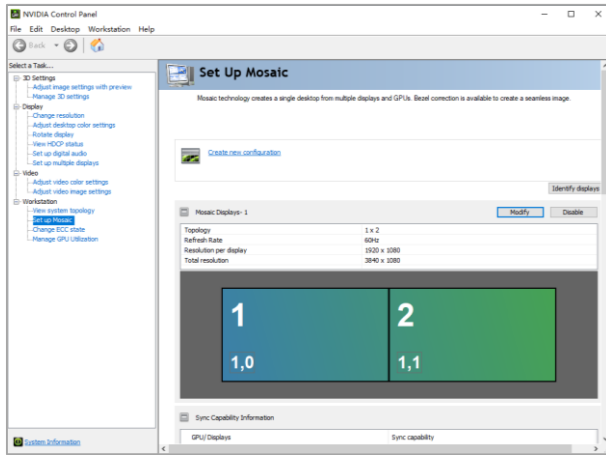 NVIDIA Control Panel
File Edit Desktop Workstation Help
Back
Select a Task...
3D Settings
Adjust image settings with preview
Manage 3D settings
Display
Change resolution
Adjust desktop color settings
Rotate display
View HDCP status
Set up digital audio
Set up multiple displays
Video
Adjust video color settings
Adjust video image settings
Workstation
View system topology
Set up Mosaic
Change ECC state
Manage GPU Utilization
System Information
Set Up Mosaic
Mosaic technology creates a single desktop from multiple displays and GPUs. Bezel correction is available to create a seamless image.
Create new configuration
Identify displays
Mosaic Displays- 1 Modify Disable
Topology 1 x 2
Refresh Rate 60Hz
Resolution per display 1920 x 1080
Total resolution 3840 x 1080
1 2
1,0 1,1
Sync Capability Information
GPU/Displays Sync capability